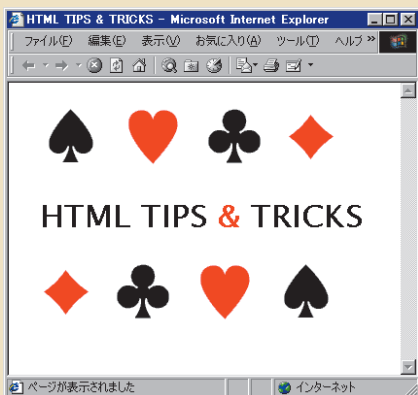 HTML TIPS & TRICKS - Microsoft Internet Explorer
ファイル(F) 編集(E) 表示(V) お気に入り(A) ツール(T) ヘルプ »
HTML TIPS & TRICKS
ページが表示されました インターネット